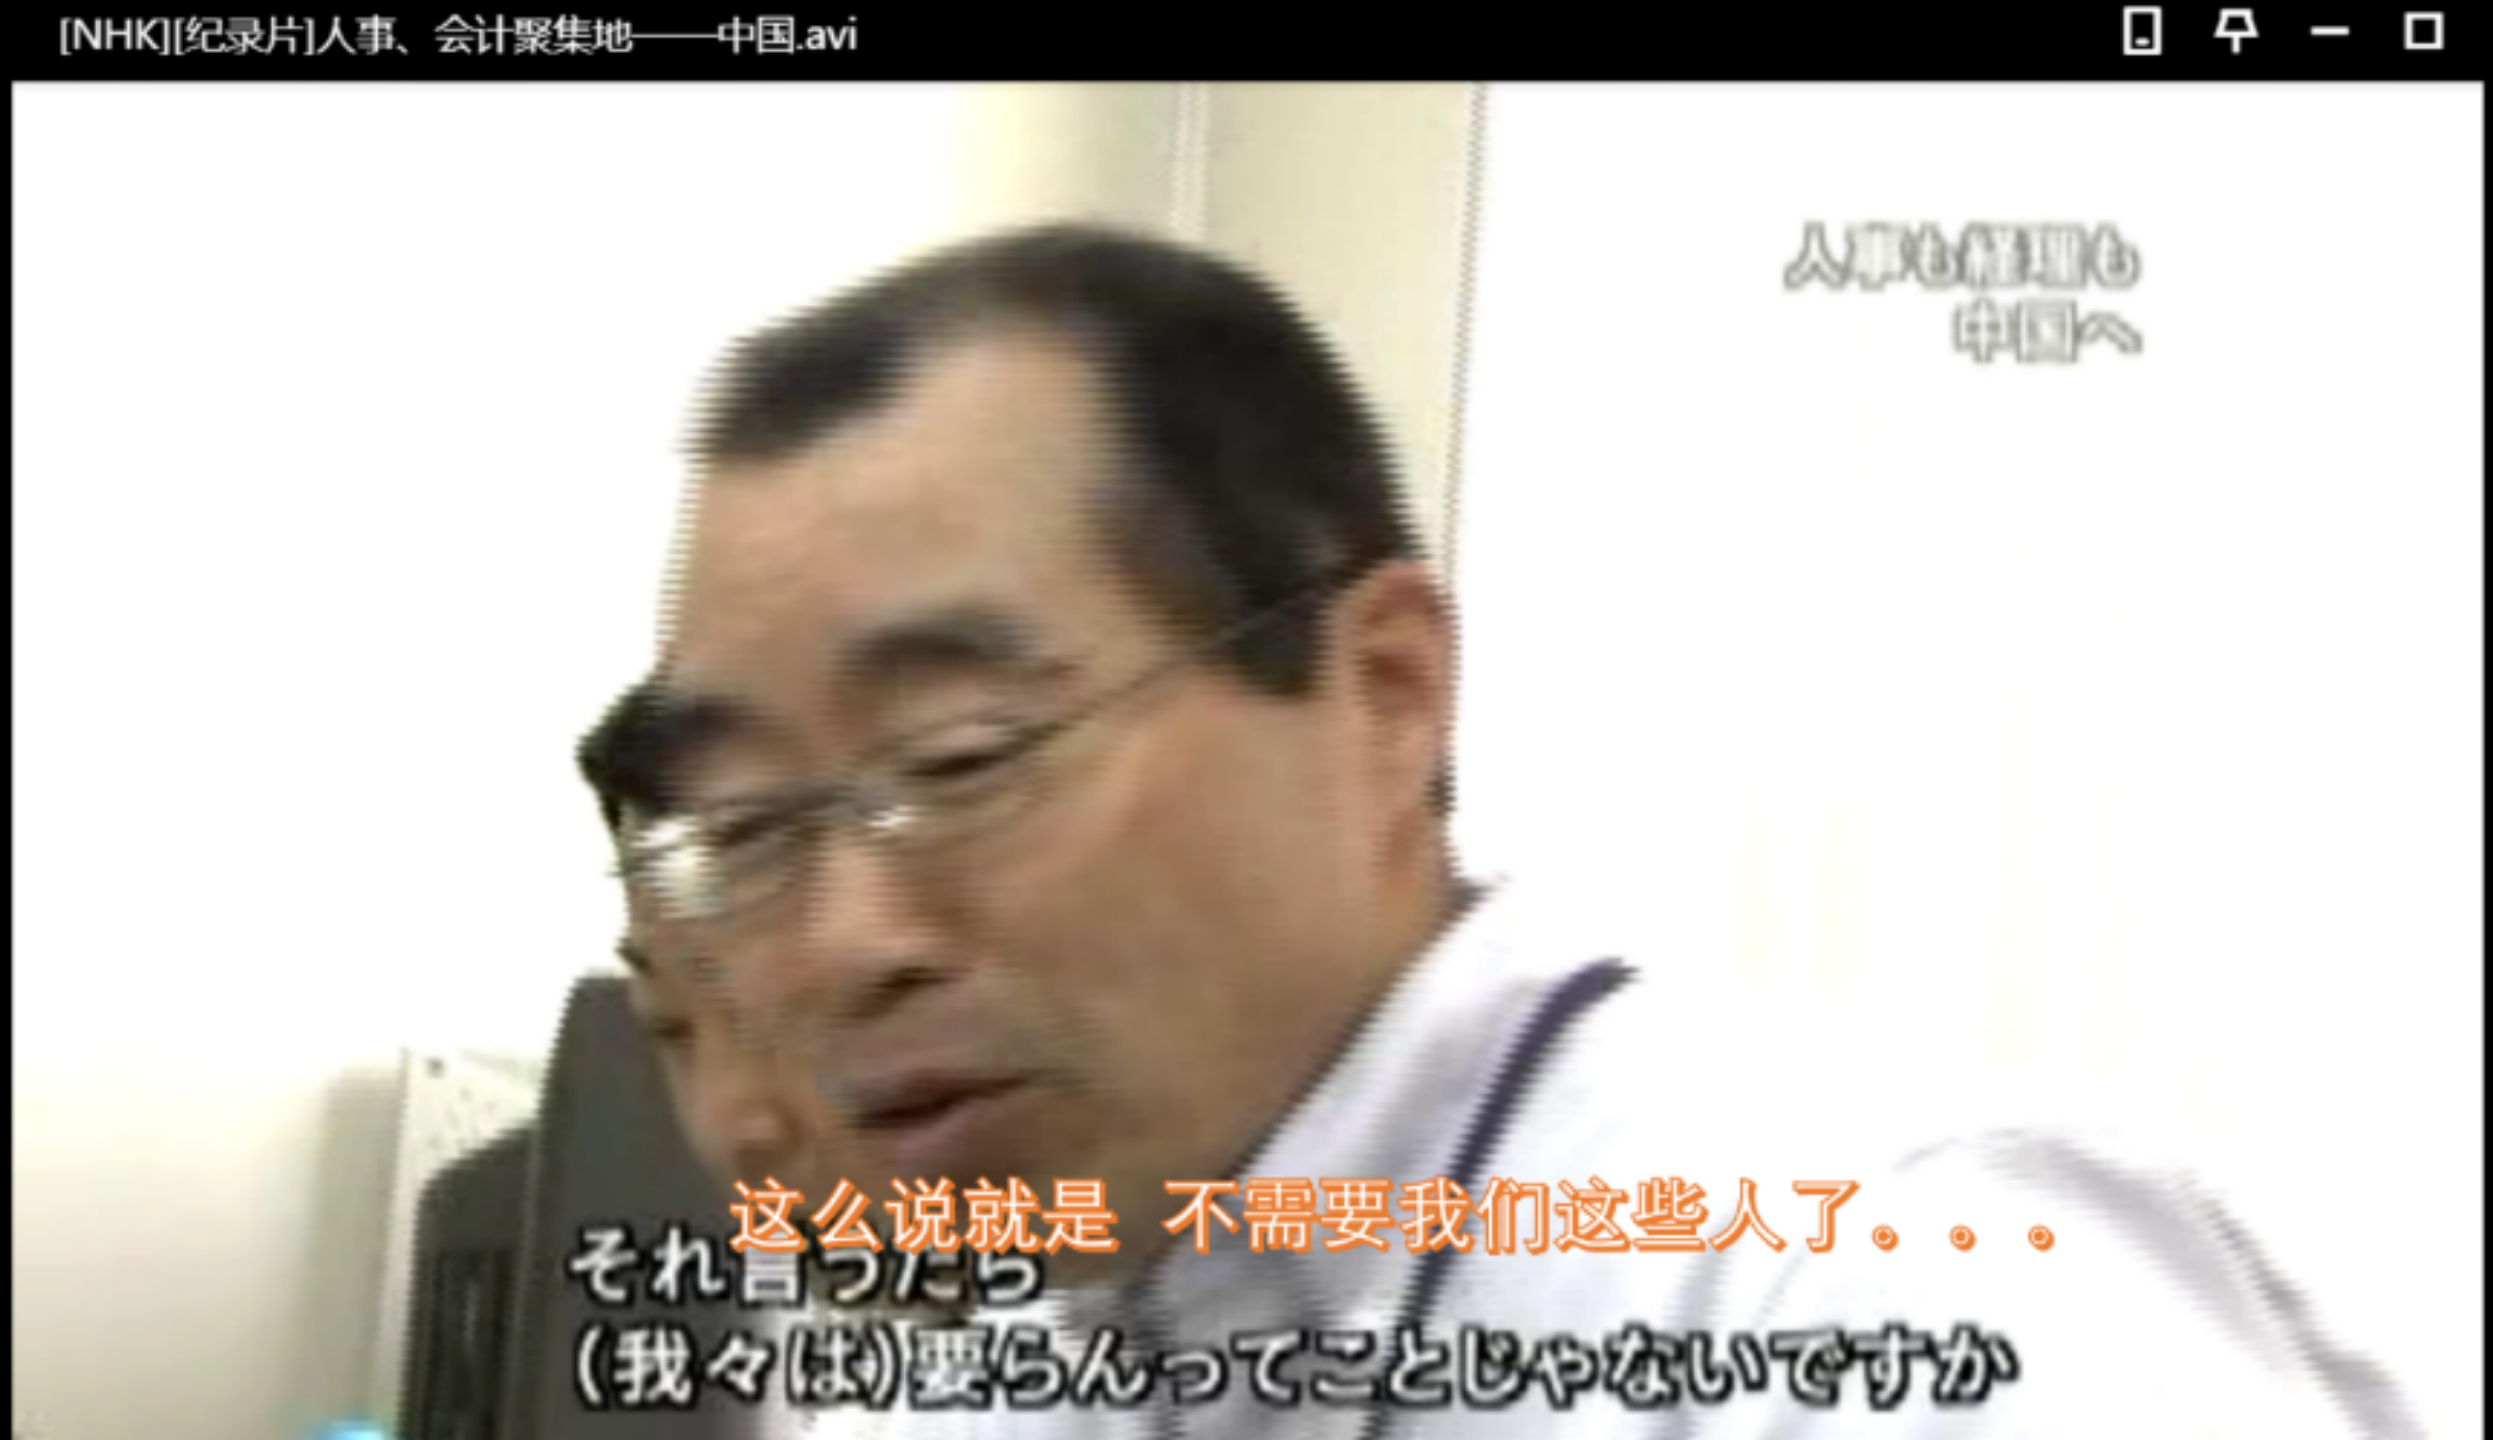 [NHK][纪录片]人事、会计聚集地——中国.avi
人事も経理も
中国へ
这么说就是 不需要我们这些人了。。。
それ言ったら
(我々は)要らんってことじゃないですか